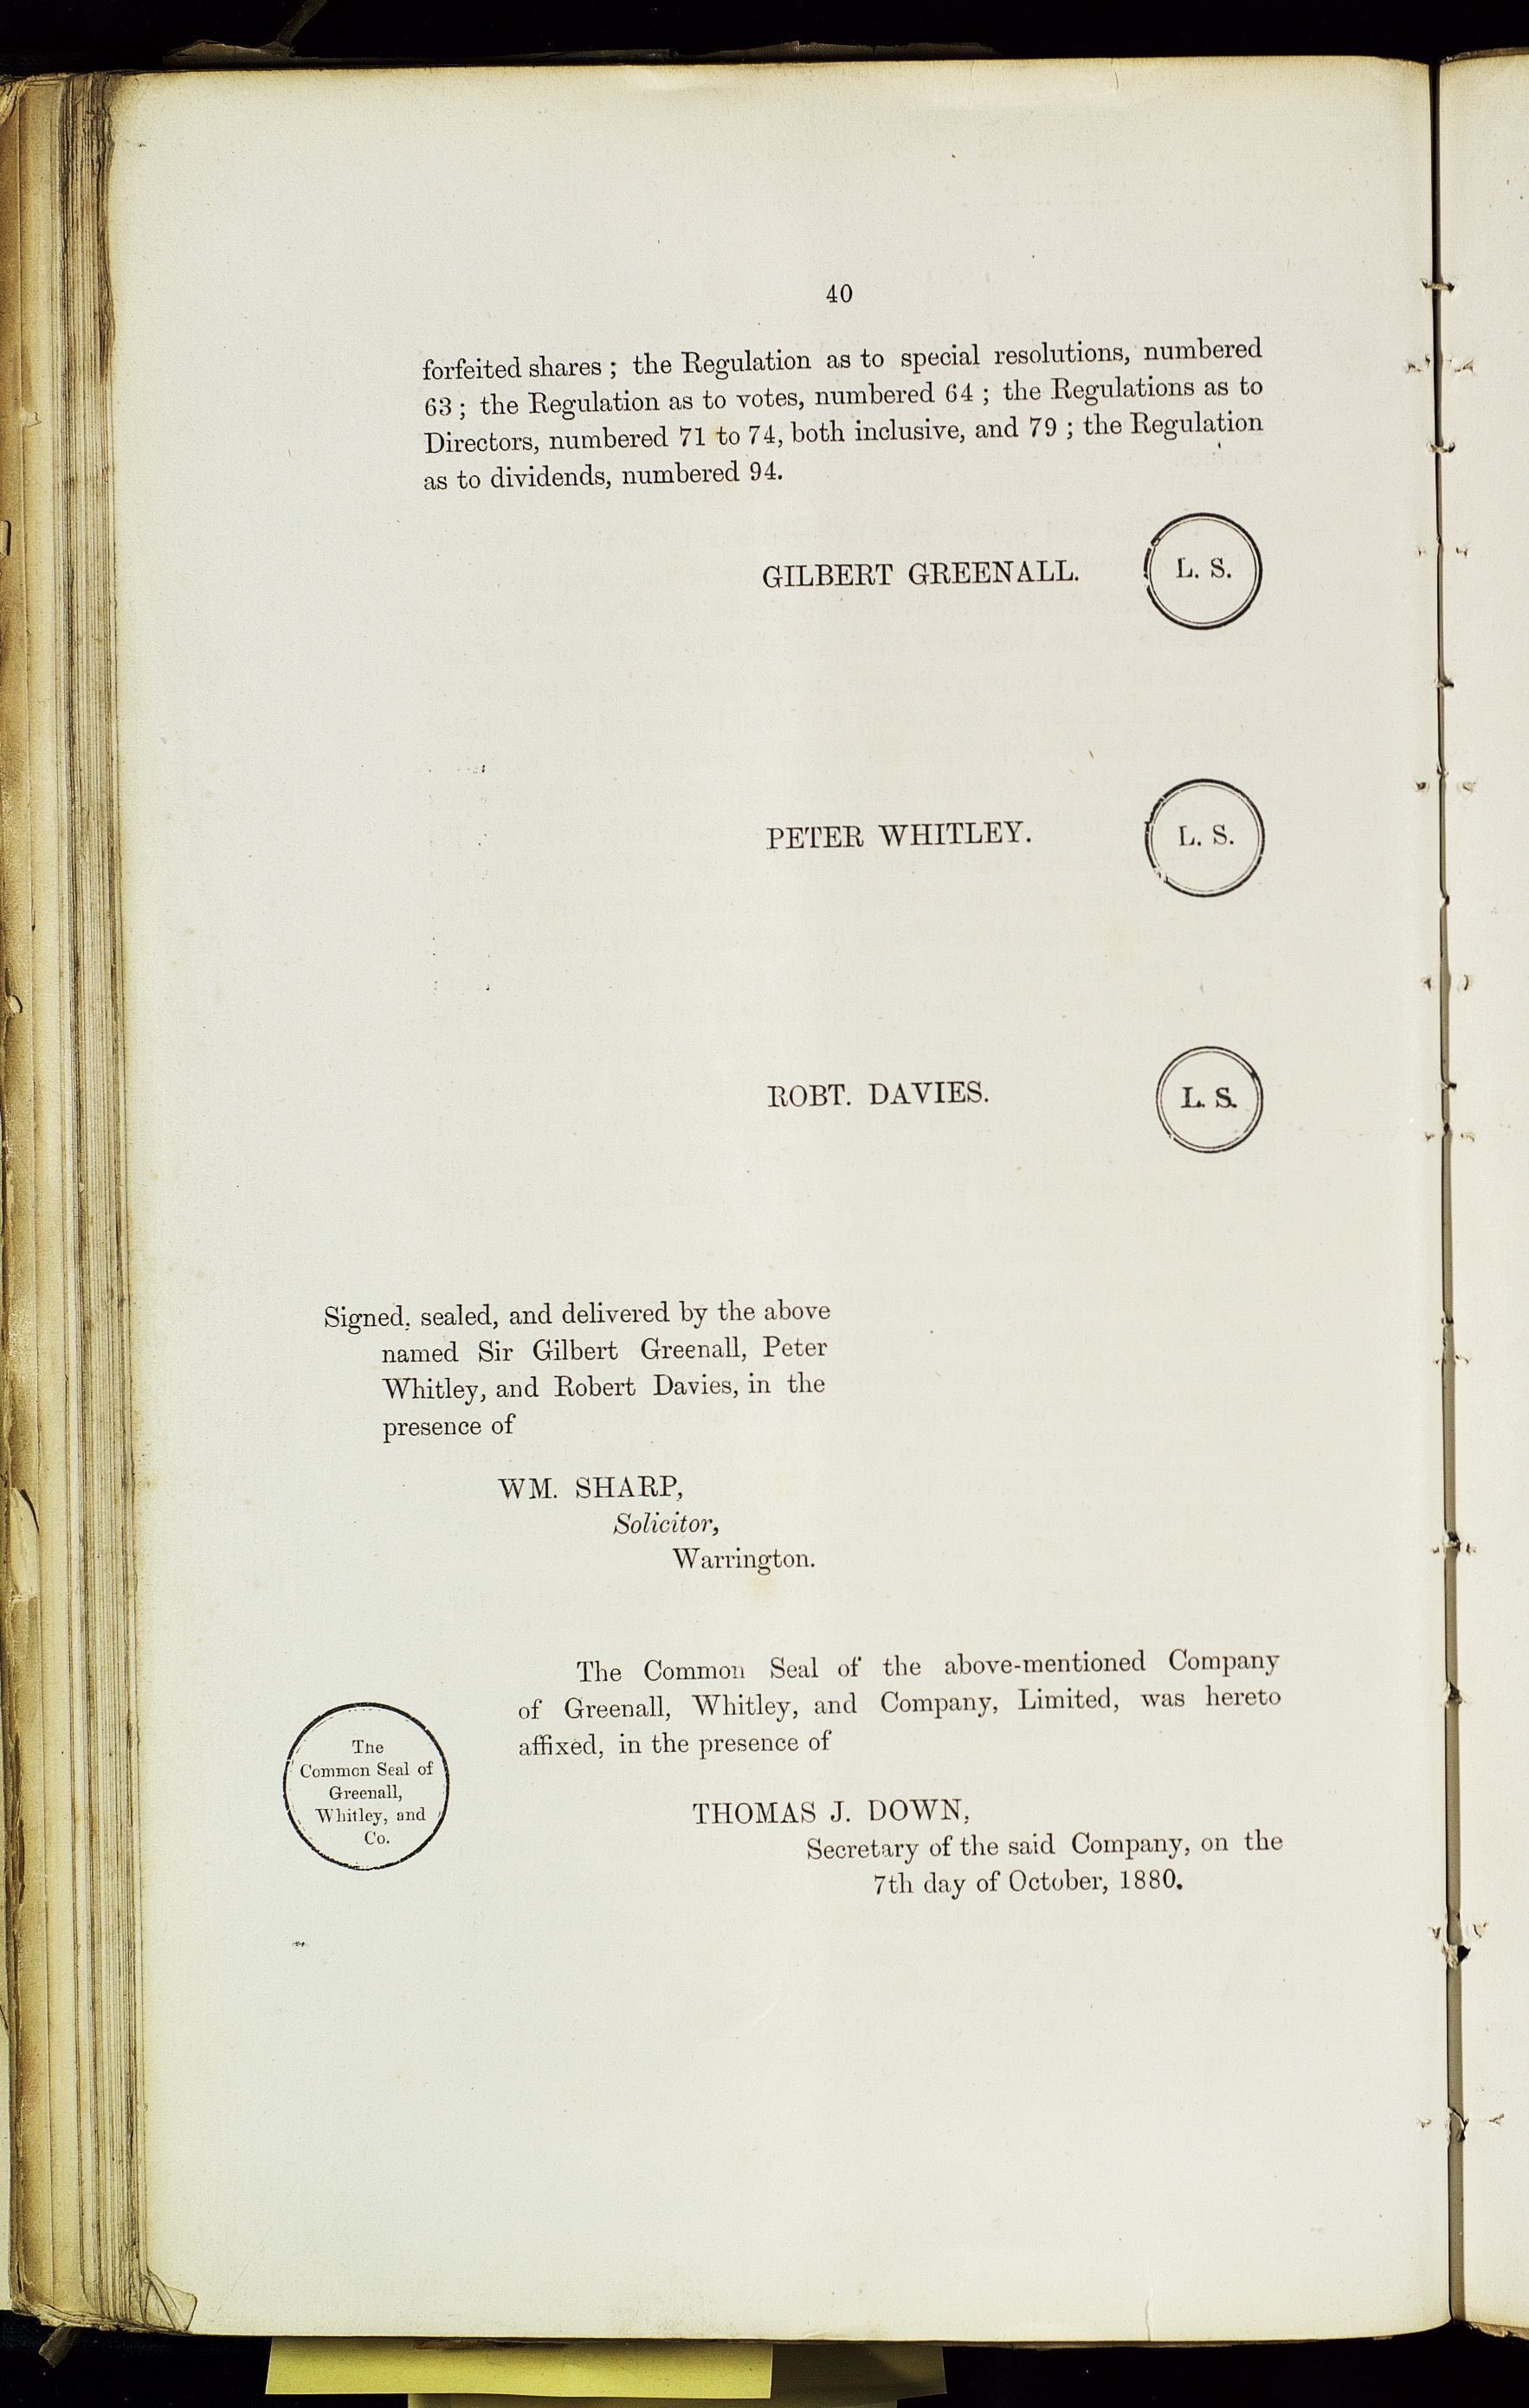 40
forfeited shares ; the Regulation as to special resolutions, numbered
63 ; the Regulation as to votes, numbered 64 ; the Regulations as to
Directors, numbered 71 to 74, both inclusive, and 79 ; the Regulation
as to dividends, numbered 94.
GILBERT GREENALL. L. S.
PETER WHITLEY. L. S.
ROBT. DAVIES. L. S.
Signed, sealed, and delivered by the above
named Sir Gilbert Greenall, Peter
Whitley, and Robert Davies, in the
presence of
WM. SHARP,
Solicitor,
Warrington.
The Common Seal of the above-mentioned Company
of Greenall, Whitley, and Company, Limited, was hereto
affixed, in the presence of
The
Common Seal of
Greenall,
Whitley, and
Co.
THOMAS J. DOWN,
Secretary of the said Company, on the
7th day of October, 1880.